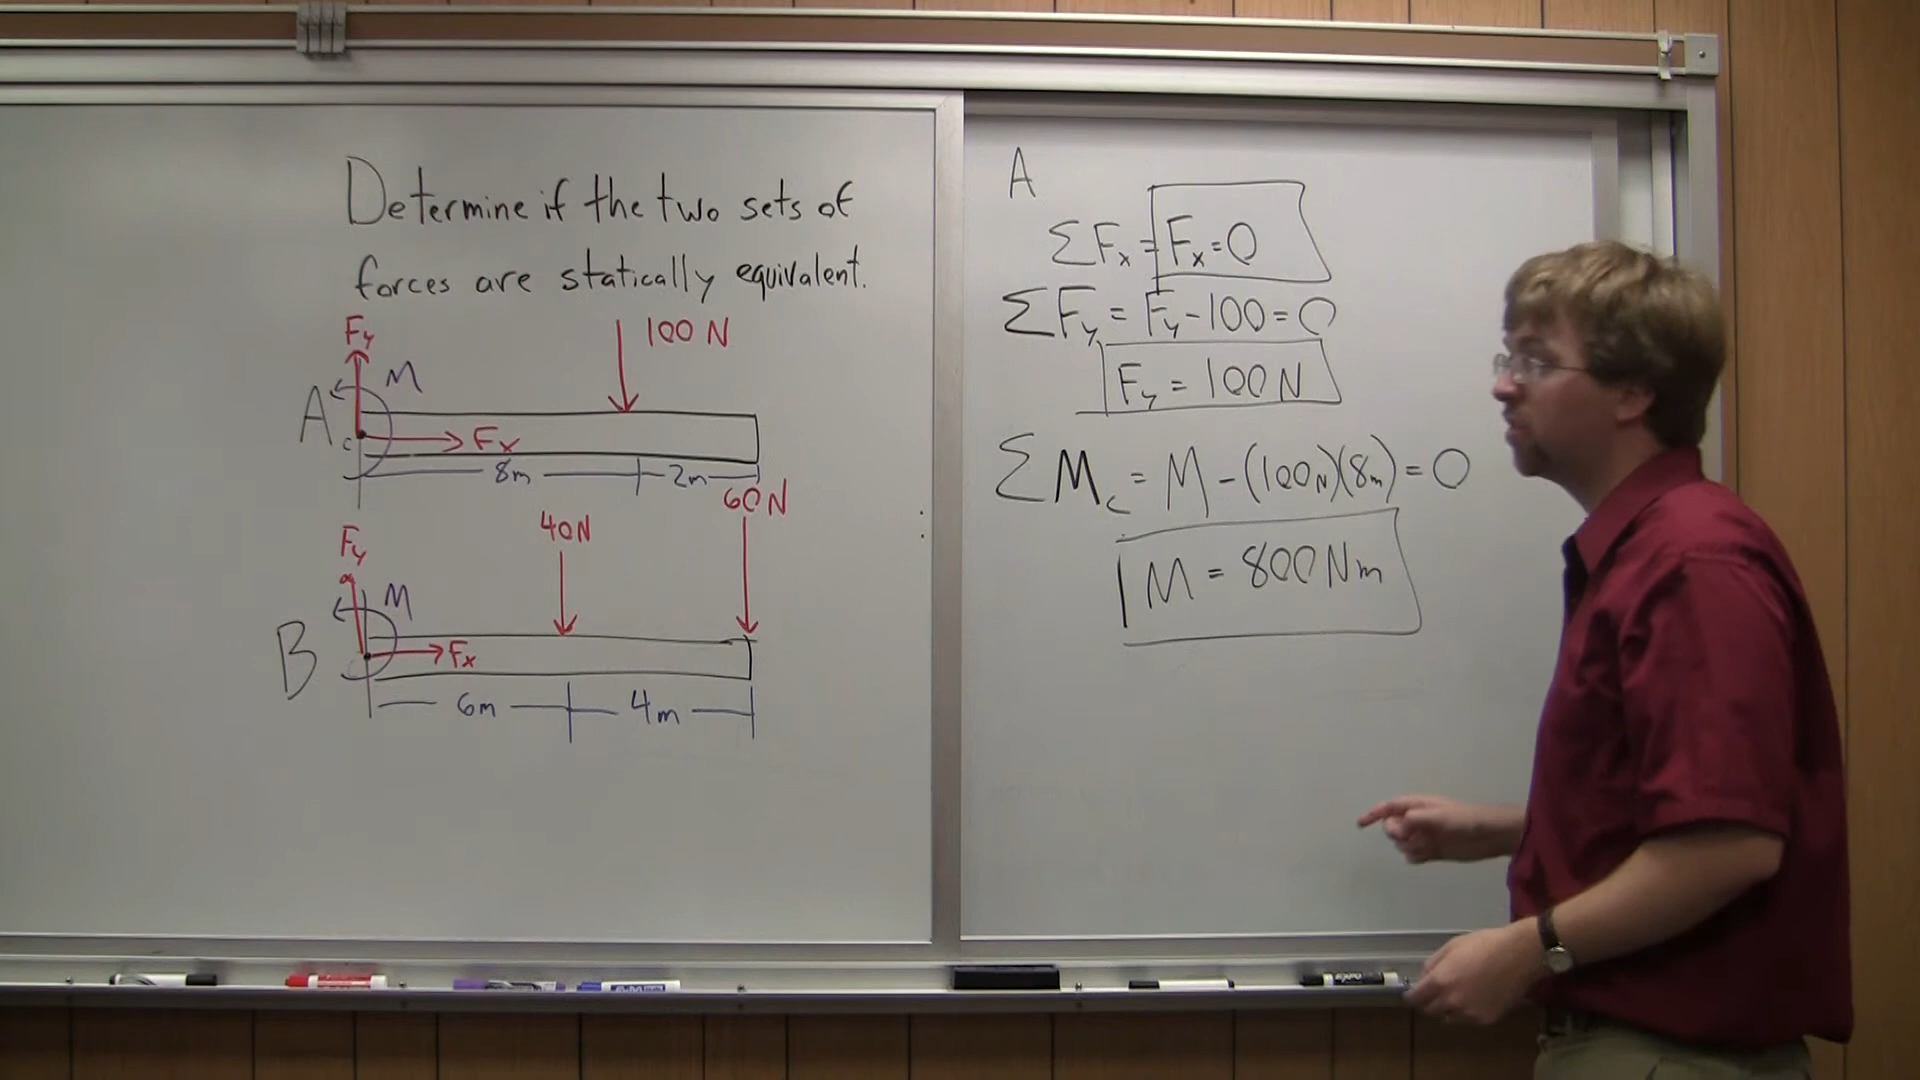 Determine if the two sets of
forces are statically equivalent.
Fy
100 N
M
A
c
Fx
8m
2m
60N
40N
Fy
M
B
Fx
6m
4m
A
ΣFx = Fx = 0
ΣFy = Fy - 100 = 0
Fy = 100 N
ΣMc = M - (100N)(8m) = 0
M = 800 Nm